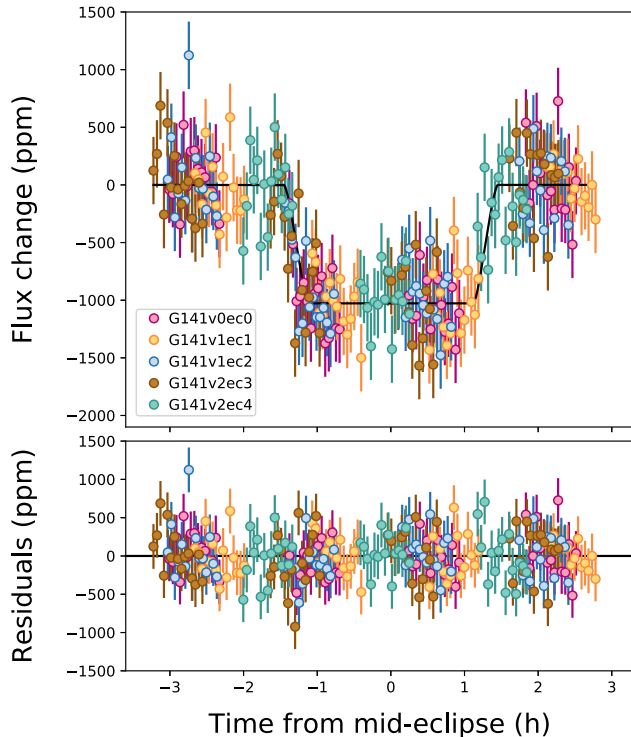 1500
1000
500
0
−500
−1000
−1500
−2000
Flux change (ppm)
G141v0ec0
G141v1ec1
G141v1ec2
G141v2ec3
G141v2ec4
1500
1000
500
0
−500
−1000
−1500
Residuals (ppm)
−3 −2 −1 0 1 2 3
Time from mid-eclipse (h)